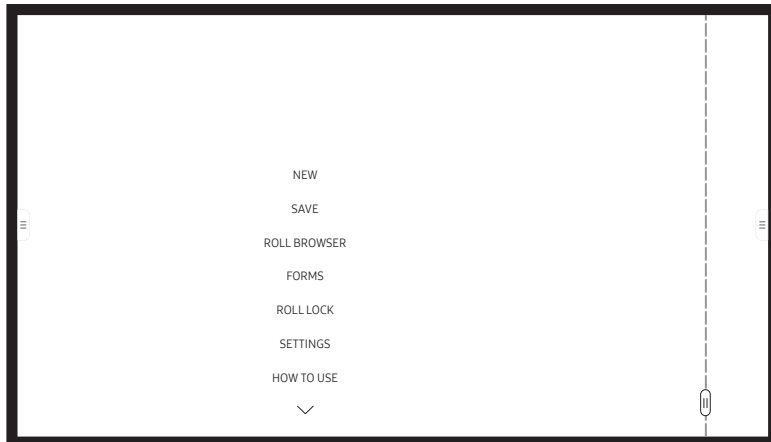 NEW
SAVE
ROLL BROWSER
FORMS
ROLL LOCK
SETTINGS
HOW TO USE